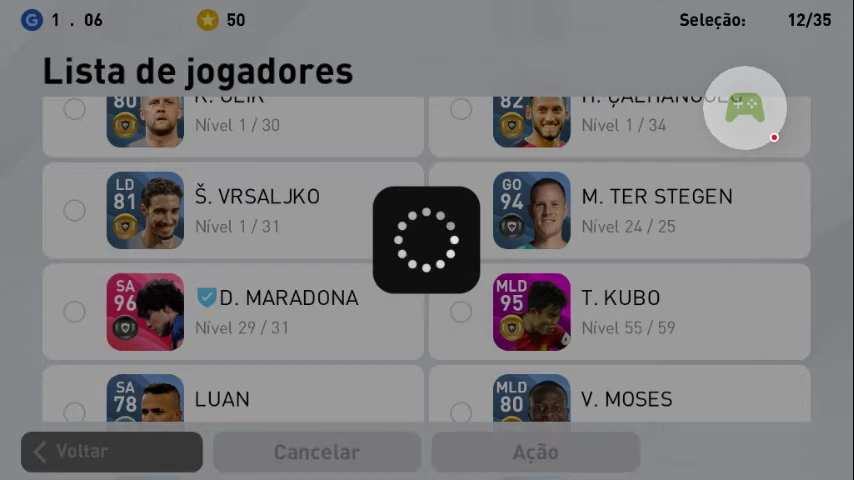 G 1 . 06
50
Seleção: 12/35
Lista de jogadores
80
Nível 1 / 30
82
Nível 1 / 34
LD
81
Š. VRSALJKO
Nível 1 / 31
GO
94
M. TER STEGEN
Nível 24 / 25
SA
96
D. MARADONA
Nível 29 / 31
MLD
95
T. KUBO
Nível 55 / 59
SA
78
LUAN
MLD
80
V. MOSES
Voltar
Cancelar
Ação